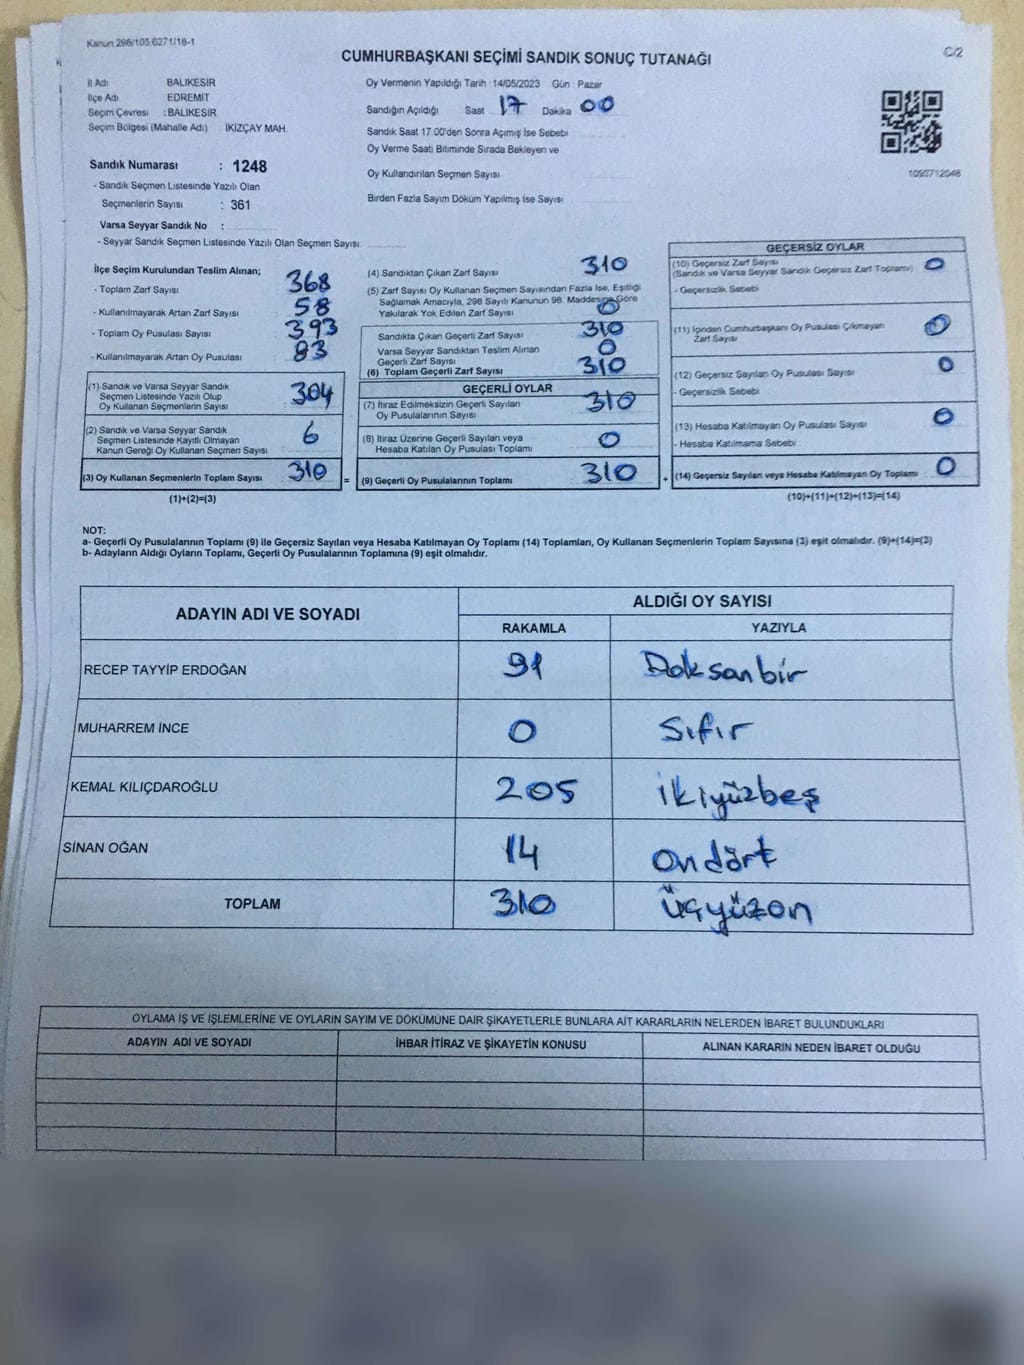 Kanun 298/105,6271/18-1
C/2
CUMHURBAŞKANI SEÇİMİ SANDIK SONUÇ TUTANAĞI
İl Adı BALIKESİR
İlçe Adı EDREMİT
Seçim Çevresi : BALIKESİR
Seçim Bölgesi (Mahalle Adı) İKİZÇAY MAH.
Sandık Numarası : 1248
- Sandık Seçmen Listesinde Yazılı Olan
Seçmenlerin Sayısı : 361
Varsa Seyyar Sandık No :
- Seyyar Sandık Seçmen Listesinde Yazılı Olan Seçmen Sayısı
Oy Vermenin Yapıldığı Tarih : 14/05/2023 Gün : Pazar
Sandığın Açıldığı Saat 17 Dakika 00
Sandık Saat 17.00'den Sonra Açımış İse Sebebi
Oy Verme Saati Bitiminde Sırada Bekleyen ve
Oy Kullandırılan Seçmen Sayısı
Birden Fazla Sayım Döküm Yapılmış İse Sayısı
1093712048
İlçe Seçim Kurulundan Teslim Alınan;
- Toplam Zarf Sayısı 368
- Kullanılmayarak Artan Zarf Sayısı 58
- Toplam Oy Pusulası Sayısı 393
- Kullanılmayarak Artan Oy Pusulası 83
(1) Sandık ve Varsa Seyyar Sandık
Seçmen Listesinde Yazılı Olup
Oy Kullanan Seçmenlerin Sayısı 304
(2) Sandık ve Varsa Seyyar Sandık
Seçmen Listesinde Kayıtlı Olmayan
Kanun Gereği Oy Kullanan Seçmen Sayısı 6
(3) Oy Kullanan Seçmenlerin Toplam Sayısı 310 =
(1)+(2)=(3)
(4) Sandıktan Çıkan Zarf Sayısı 310
(5) Zarf Sayısı Oy Kullanan Seçmen Sayısından Fazla İse, Eşitliği
Sağlamak Amacıyla, 298 Sayılı Kanunun 98. Maddesine Göre
Yakılarak Yok Edilen Zarf Sayısı 0
Sandıkta Çıkan Geçerli Zarf Sayısı 310
Varsa Seyyar Sandıktan Teslim Alınan
Geçerli Zarf Sayısı 0
(6) Toplam Geçerli Zarf Sayısı 310
GEÇERLİ OYLAR
(7) İtiraz Edilmeksizin Geçerli Sayılan
Oy Pusulalarının Sayısı 310
(8) İtiraz Üzerine Geçerli Sayılan veya
Hesaba Katılan Oy Pusulası Toplamı 0
(9) Geçerli Oy Pusulalarının Toplamı 310 +
GEÇERSİZ OYLAR
(10) Geçersiz Zarf Sayısı
(Sandık ve Varsa Seyyar Sandık Geçersiz Zarf Toplamı) 0
- Geçersizlik Sebebi
(11) İçinden Cumhurbaşkanı Oy Pusulası Çıkmayan
Zarf Sayısı 0
(12) Geçersiz Sayılan Oy Pusulası Sayısı 0
- Geçersizlik Sebebi
(13) Hesaba Katılmayan Oy Pusulası Sayısı 0
- Hesaba Katılmama Sebebi
(14) Geçersiz Sayılan veya Hesaba Katılmayan Oy Toplamı 0
(10)+(11)+(12)+(13)=(14)
NOT:
a- Geçerli Oy Pusulalarının Toplamı (9) ile Geçersiz Sayılan veya Hesaba Katılmayan Oy Toplamı (14) Toplamları, Oy Kullanan Seçmenlerin Toplam Sayısına (3) eşit olmalıdır. (9)+(14)=(3)
b- Adayların Aldığı Oyların Toplamı, Geçerli Oy Pusulalarının Toplamına (9) eşit olmalıdır.
ADAYIN ADI VE SOYADI ALDIĞI OY SAYISI
RAKAMLA YAZIYLA
RECEP TAYYİP ERDOĞAN 91 Doksanbir
MUHARREM İNCE 0 Sıfır
KEMAL KILIÇDAROĞLU 205 ikiyüzbeş
SİNAN OĞAN 14 Ondört
TOPLAM 310 Üçyüzon
OYLAMA İŞ VE İŞLEMLERİNE VE OYLARIN SAYIM VE DÖKÜMÜNE DAİR ŞİKAYETLERLE BUNLARA AİT KARARLARIN NELERDEN İBARET BULUNDUKLARI
ADAYIN ADI VE SOYADI İHBAR İTİRAZ VE ŞİKAYETİN KONUSU ALINAN KARARIN NEDEN İBARET OLDUĞU